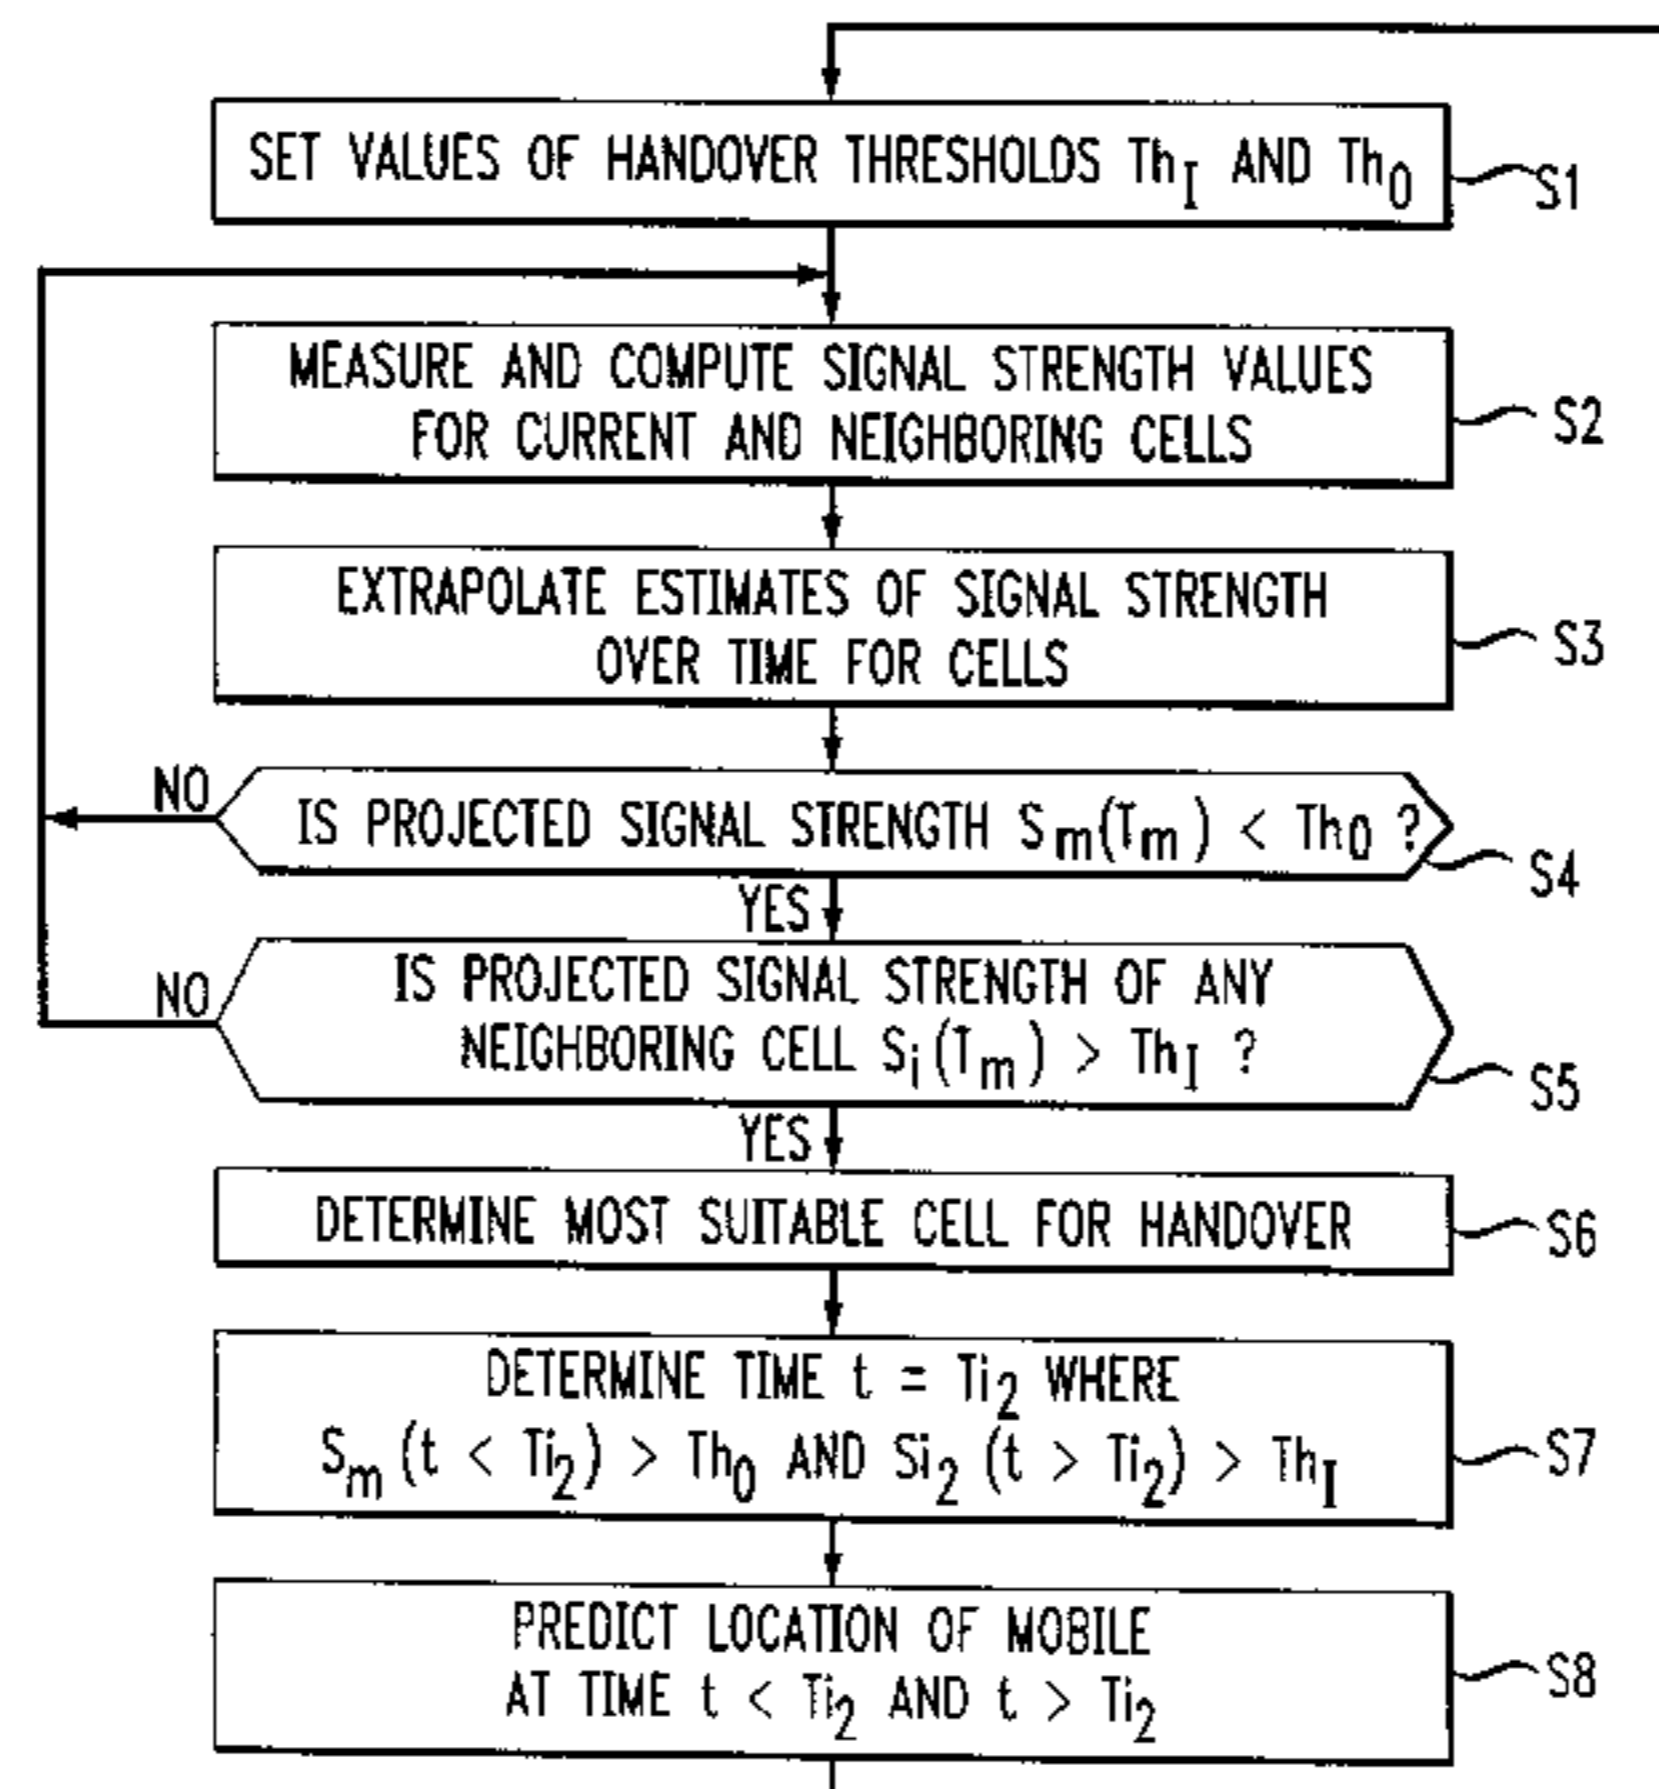 SET VALUES OF HANDOVER THRESHOLDS Th_I AND Th_0
S1
MEASURE AND COMPUTE SIGNAL STRENGTH VALUES
FOR CURRENT AND NEIGHBORING CELLS
S2
EXTRAPOLATE ESTIMATES OF SIGNAL STRENGTH
OVER TIME FOR CELLS
S3
NO
IS PROJECTED SIGNAL STRENGTH S_m(T_m) < Th_0 ?
S4
YES
NO
IS PROJECTED SIGNAL STRENGTH OF ANY
NEIGHBORING CELL S_i(T_m) > Th_I ?
S5
YES
DETERMINE MOST SUITABLE CELL FOR HANDOVER
S6
DETERMINE TIME t = Ti_2 WHERE
S_m (t < Ti_2) > Th_0 AND Si_2 (t > Ti_2) > Th_I
S7
PREDICT LOCATION OF MOBILE
AT TIME t < Ti_2 AND t > Ti_2
S8